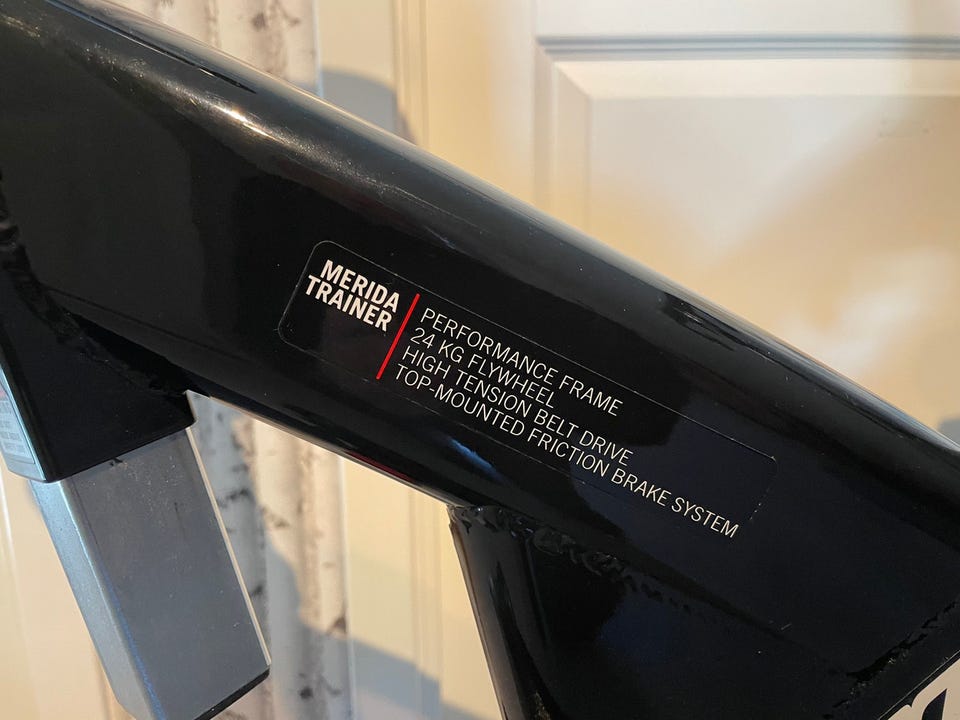 MERIDA
TRAINER
PERFORMANCE FRAME
24 KG FLYWHEEL
HIGH TENSION BELT DRIVE
TOP-MOUNTED FRICTION BRAKE SYSTEM